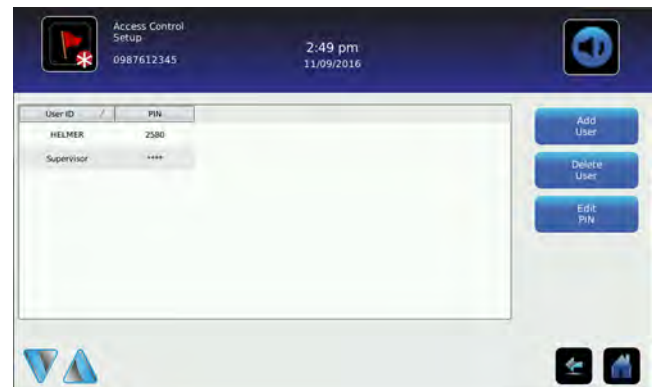 Access Control
Setup
0987612345
2:49 pm
11/09/2016
User ID / PIN
HELMER 2580
Supervisor ****
Add
User
Delete
User
Edit
PIN